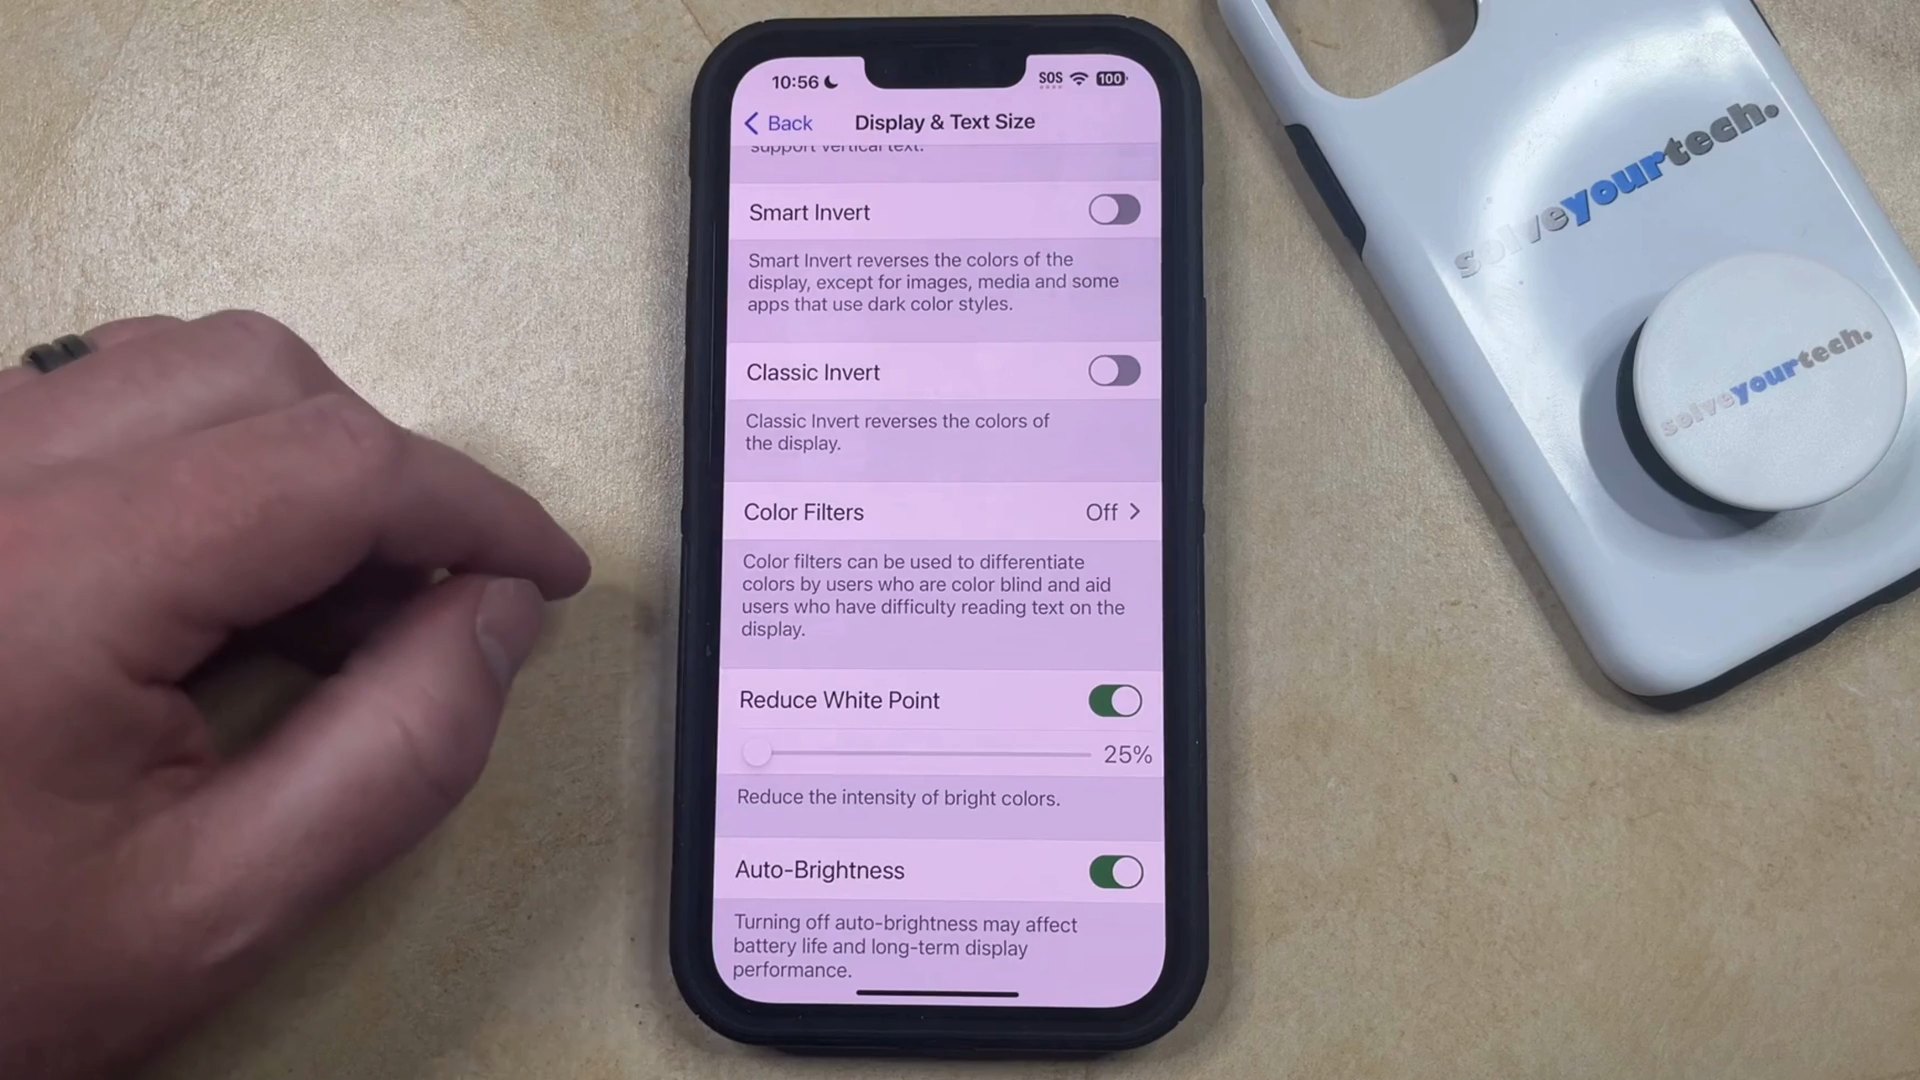 10:56
SOS
100
Back
Display & Text Size
support vertical text.
Smart Invert
Smart Invert reverses the colors of the
display, except for images, media and some
apps that use dark color styles.
Classic Invert
Classic Invert reverses the colors of
the display.
Color Filters
Off
Color filters can be used to differentiate
colors by users who are color blind and aid
users who have difficulty reading text on the
display.
Reduce White Point
25%
Reduce the intensity of bright colors.
Auto-Brightness
Turning off auto-brightness may affect
battery life and long-term display
performance.
solveyourtech.
solveyourtech.